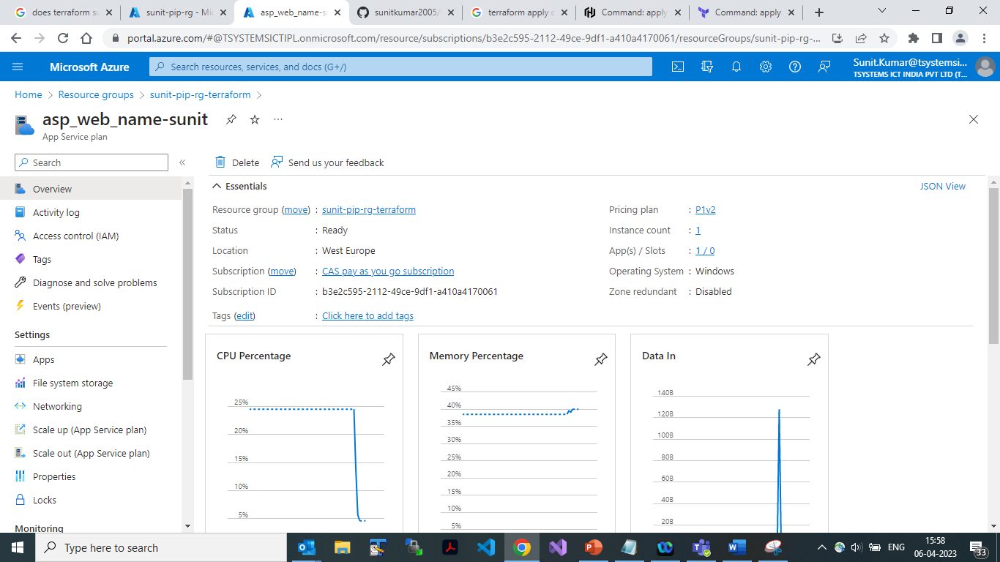 does terraform su
sunit-pip-rg - Mic
asp_web_name-s
sunitkumar2005/
terraform apply c
Command: apply
Command: apply
portal.azure.com/#@TSYSTEMSICTIPL.onmicrosoft.com/resource/subscriptions/b3e2c595-2112-49ce-9df1-a410a4170061/resourceGroups/sunit-pip-rg-...
Microsoft Azure
Search resources, services, and docs (G+/)
Sunit.Kumar@tsystemsi...
TSYSTEMS ICT INDIA PVT LTD (T...
Home > Resource groups > sunit-pip-rg-terraform >
asp_web_name-sunit
App Service plan
Search
Delete
Send us your feedback
Overview
Activity log
Access control (IAM)
Tags
Diagnose and solve problems
Events (preview)
Settings
Apps
File system storage
Networking
Scale up (App Service plan)
Scale out (App Service plan)
Properties
Locks
Monitoring
Essentials
JSON View
Resource group (move) : sunit-pip-rg-terraform
Status : Ready
Location : West Europe
Subscription (move) : CAS pay as you go subscription
Subscription ID : b3e2c595-2112-49ce-9df1-a410a4170061
Tags (edit) : Click here to add tags
Pricing plan : P1v2
Instance count : 1
App(s) / Slots : 1 / 0
Operating System : Windows
Zone redundant : Disabled
CPU Percentage
25%
20%
15%
10%
5%
Memory Percentage
45%
40%
35%
30%
25%
20%
15%
10%
5%
Data In
140B
120B
100B
80B
60B
40B
20B
Type here to search
ENG
15:58
06-04-2023
33